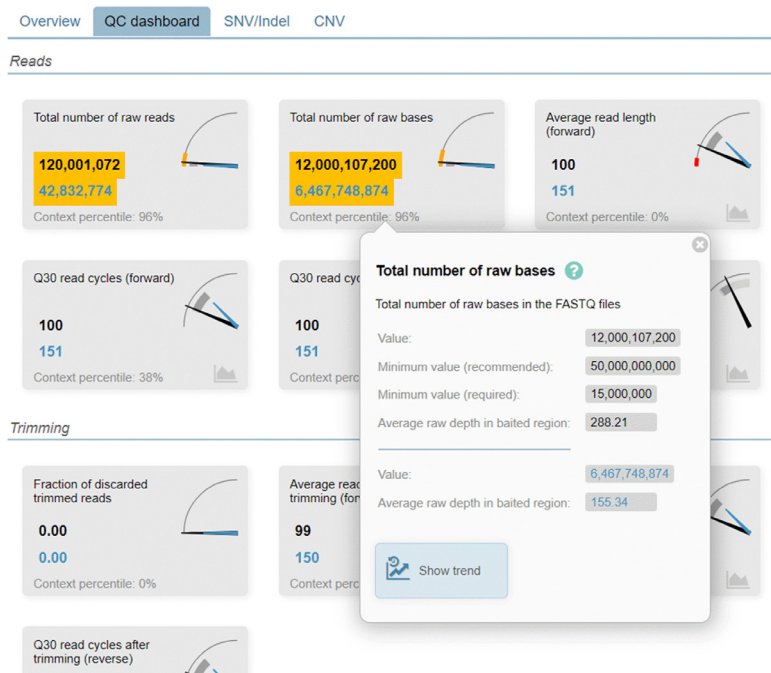 Overview QC dashboard SNV/Indel CNV
Reads
Total number of raw reads
120,001,072
42,832,774
Context percentile: 96%
Total number of raw bases
12,000,107,200
6,467,748,874
Context percentile: 96%
Average read length
(forward)
100
151
Context percentile: 0%
Q30 read cycles (forward)
100
151
Context percentile: 38%
Q30 read cyc
100
151
Context perc
Total number of raw bases ?
Total number of raw bases in the FASTQ files
Value: 12,000,107,200
Minimum value (recommended): 50,000,000,000
Minimum value (required): 15,000,000
Average raw depth in baited region: 288.21
Value: 6,467,748,874
Average raw depth in baited region: 155.34
Show trend
Trimming
Fraction of discarded
trimmed reads
0.00
0.00
Context percentile: 0%
Average read
trimming (for
99
150
Context perc
Q30 read cycles after
trimming (reverse)